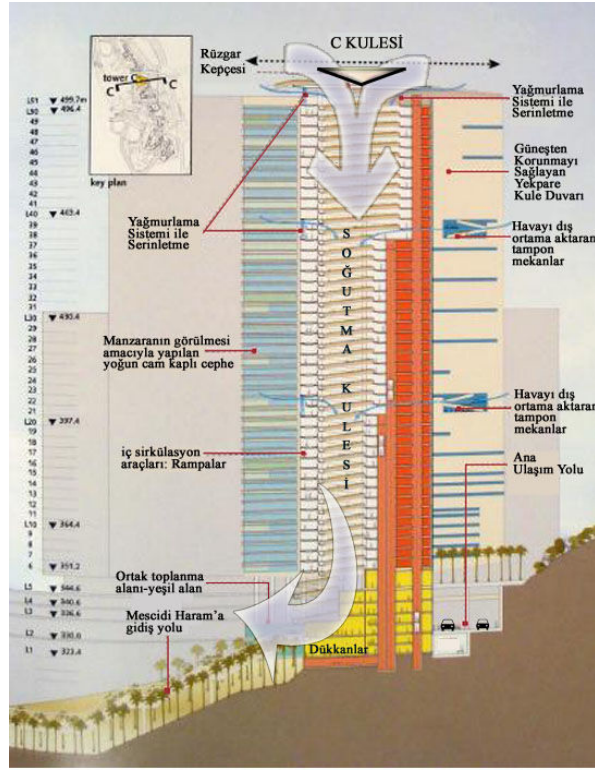 C KULESİ
Rüzgar
Kepçesi
tower C
C
C
key plan
Yağmurlama
Sistemi ile
Serinletme
Güneşten
Korunmayı
Sağlayan
Yekpare
Kule Duvarı
Yağmurlama
Sistemi ile
Serinletme
Havayı dış
ortama aktaran
tampon
mekanlar
SOĞUTMA KULESİ
Manzaranın görülmesi
amacıyla yapılan
yoğun cam kaplı cephe
Havayı dış
ortama aktaran
tampon
mekanlar
iç sirkülasyon
araçları: Rampalar
Ana
Ulaşım Yolu
Ortak toplanma
alanı-yeşil alan
Mescidi Haram'a
gidiş yolu
Dükkanlar
L51 499.7m
L50 496.4
49
48
47
46
45
44
43
42
41
L40 463.4
39
38
37
36
35
34
33
32
31
L30 430.4
29
28
27
26
25
24
23
22
21
L20 397.4
19
18
17
16
15
14
13
12
11
L10 364.4
9
8
7
6 351.2
L5 344.6
L4 340.6
L3 336.6
L2 330.0
L1 323.4